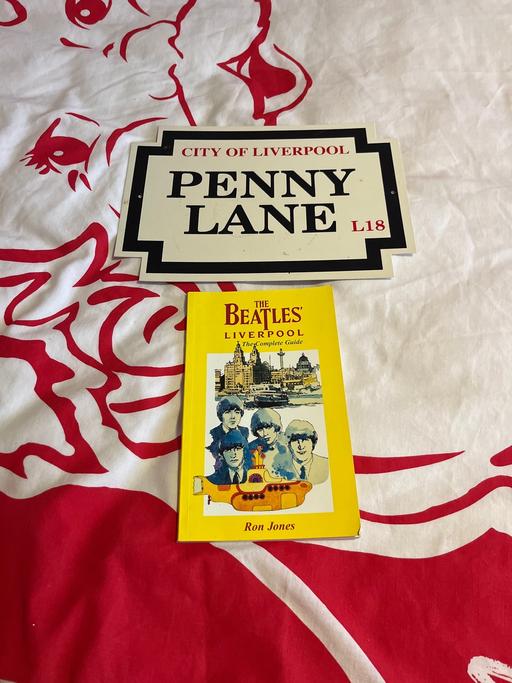 CITY OF LIVERPOOL
PENNY
LANE
L18
THE
BEATLES'
LIVERPOOL
The Complete Guide
Ron Jones